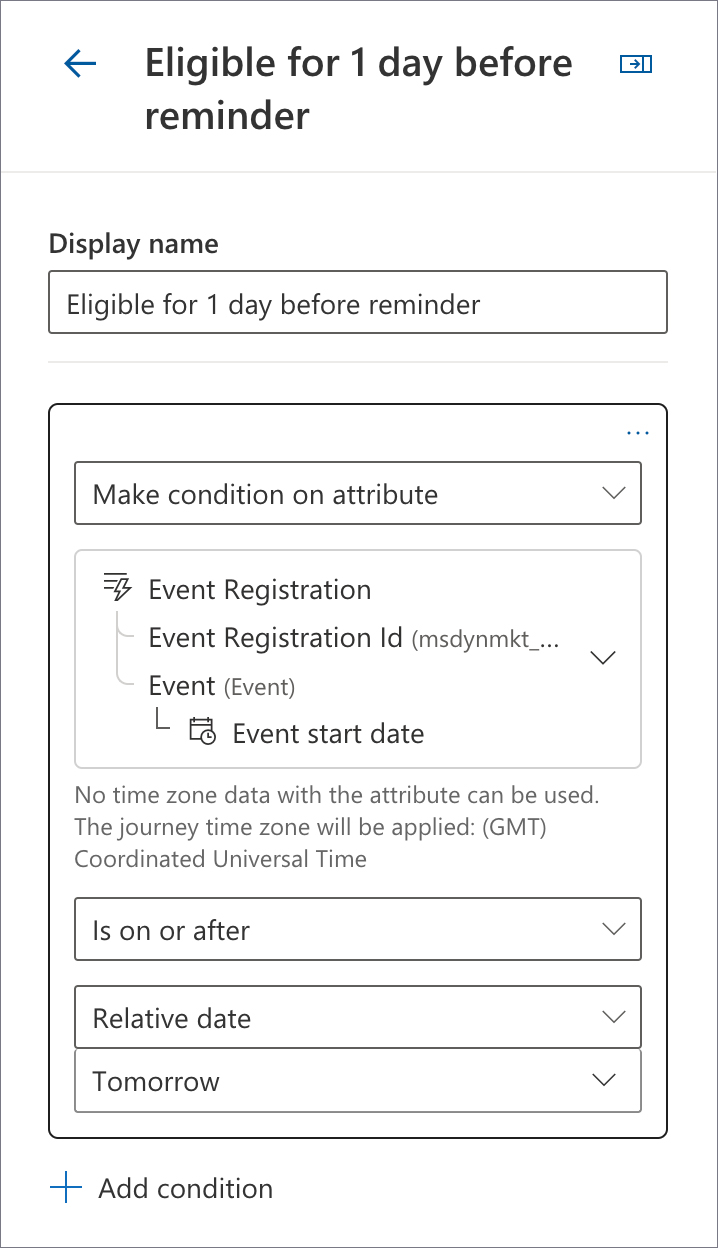 Eligible for 1 day before
reminder
Display name
Eligible for 1 day before reminder
Make condition on attribute
Event Registration
Event Registration Id (msdynmkt_...
Event (Event)
Event start date
No time zone data with the attribute can be used.
The journey time zone will be applied: (GMT)
Coordinated Universal Time
Is on or after
Relative date
Tomorrow
Add condition